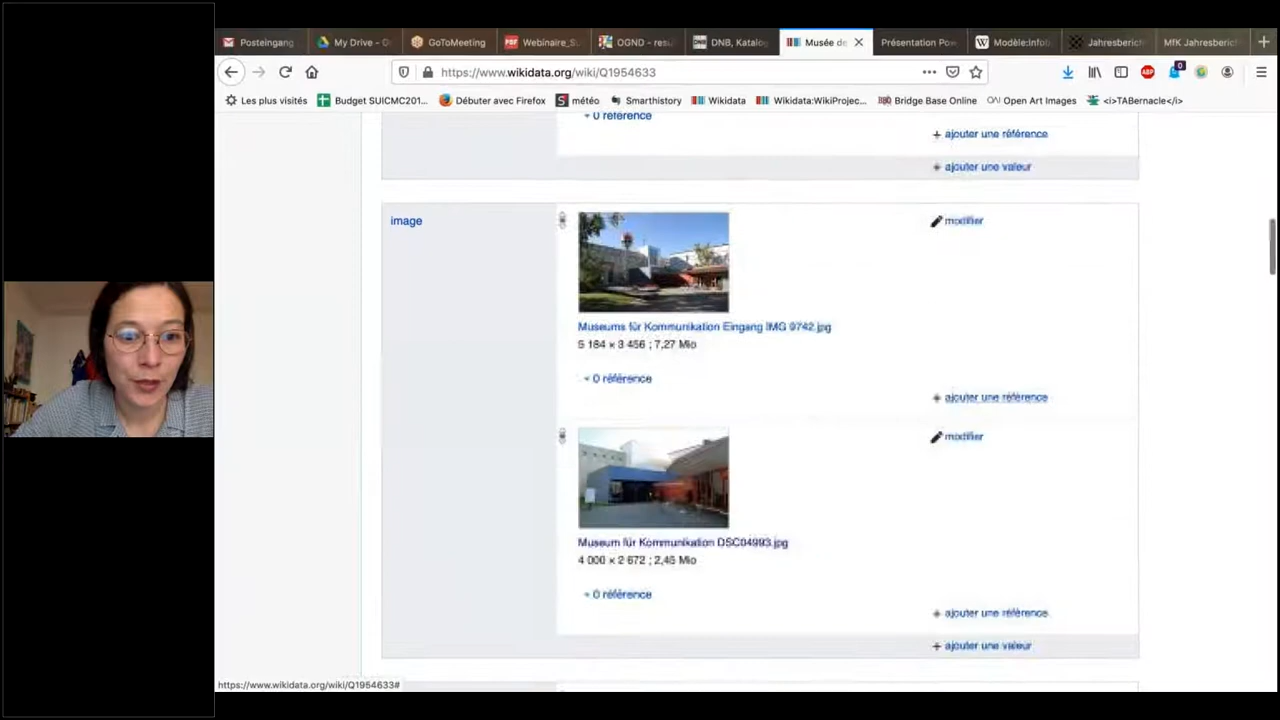 Posteingang
My Drive - G
GoToMeeting
Webinaire_Su
OGND - resu
DNB, Katalog
Musée de
Présentation Pow
Modèle:Infob
Jahresbericht
MfK Jahresberich
https://www.wikidata.org/wiki/Q1954633
Les plus visités
Budget SUICMC201...
Débuter avec Firefox
météo
Smarthistory
Wikidata
Wikidata:WikiProjec...
Bridge Base Online
Open Art Images
<i>TABernacle</i>
0 référence
+ ajouter une référence
+ ajouter une valeur
image
modifier
Museums für Kommunikation Eingang IMG 9742.jpg
5 184 × 3 456 ; 7,27 Mio
0 référence
+ ajouter une référence
modifier
Museum für Kommunikation DSC04993.jpg
4 000 × 2 672 ; 2,46 Mio
0 référence
+ ajouter une référence
+ ajouter une valeur
https://www.wikidata.org/wiki/Q1954633#